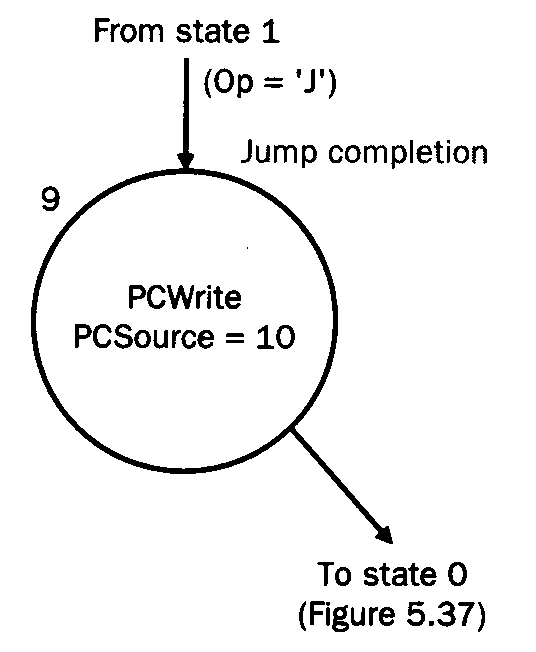 From state 1
(Op = 'J')
Jump completion
9
PCWrite
PCSource = 10
To state 0
(Figure 5.37)